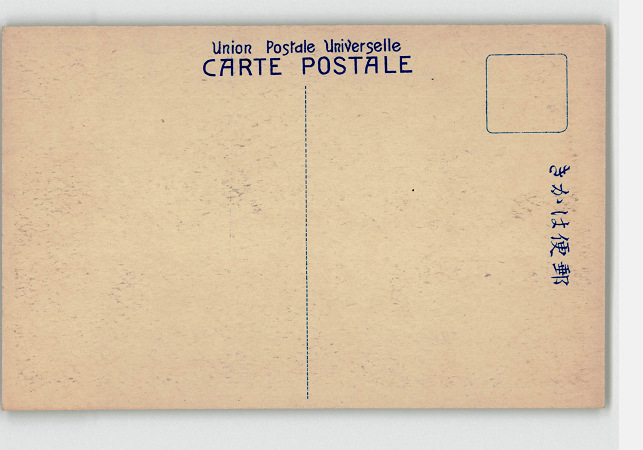 Union Postale Universelle
CARTE POSTALE
きかは便郵